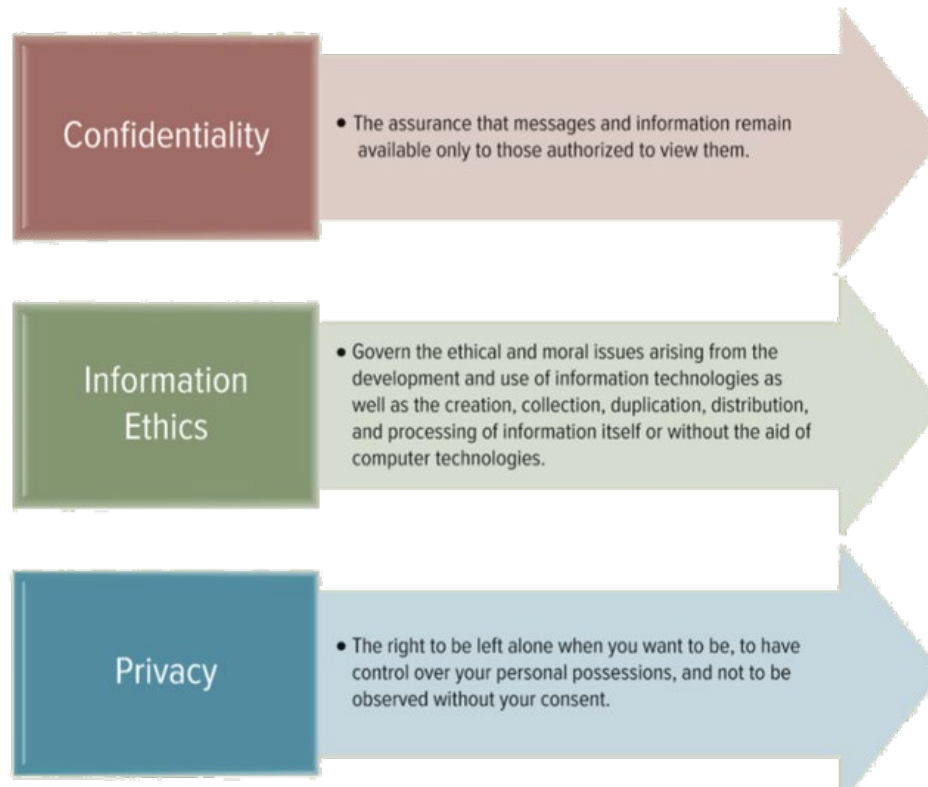 Confidentiality
• The assurance that messages and information remain
available only to those authorized to view them.
Information
Ethics
• Govern the ethical and moral issues arising from the
development and use of information technologies as
well as the creation, collection, duplication, distribution,
and processing of information itself or without the aid of
computer technologies.
Privacy
• The right to be left alone when you want to be, to have
control over your personal possessions, and not to be
observed without your consent.